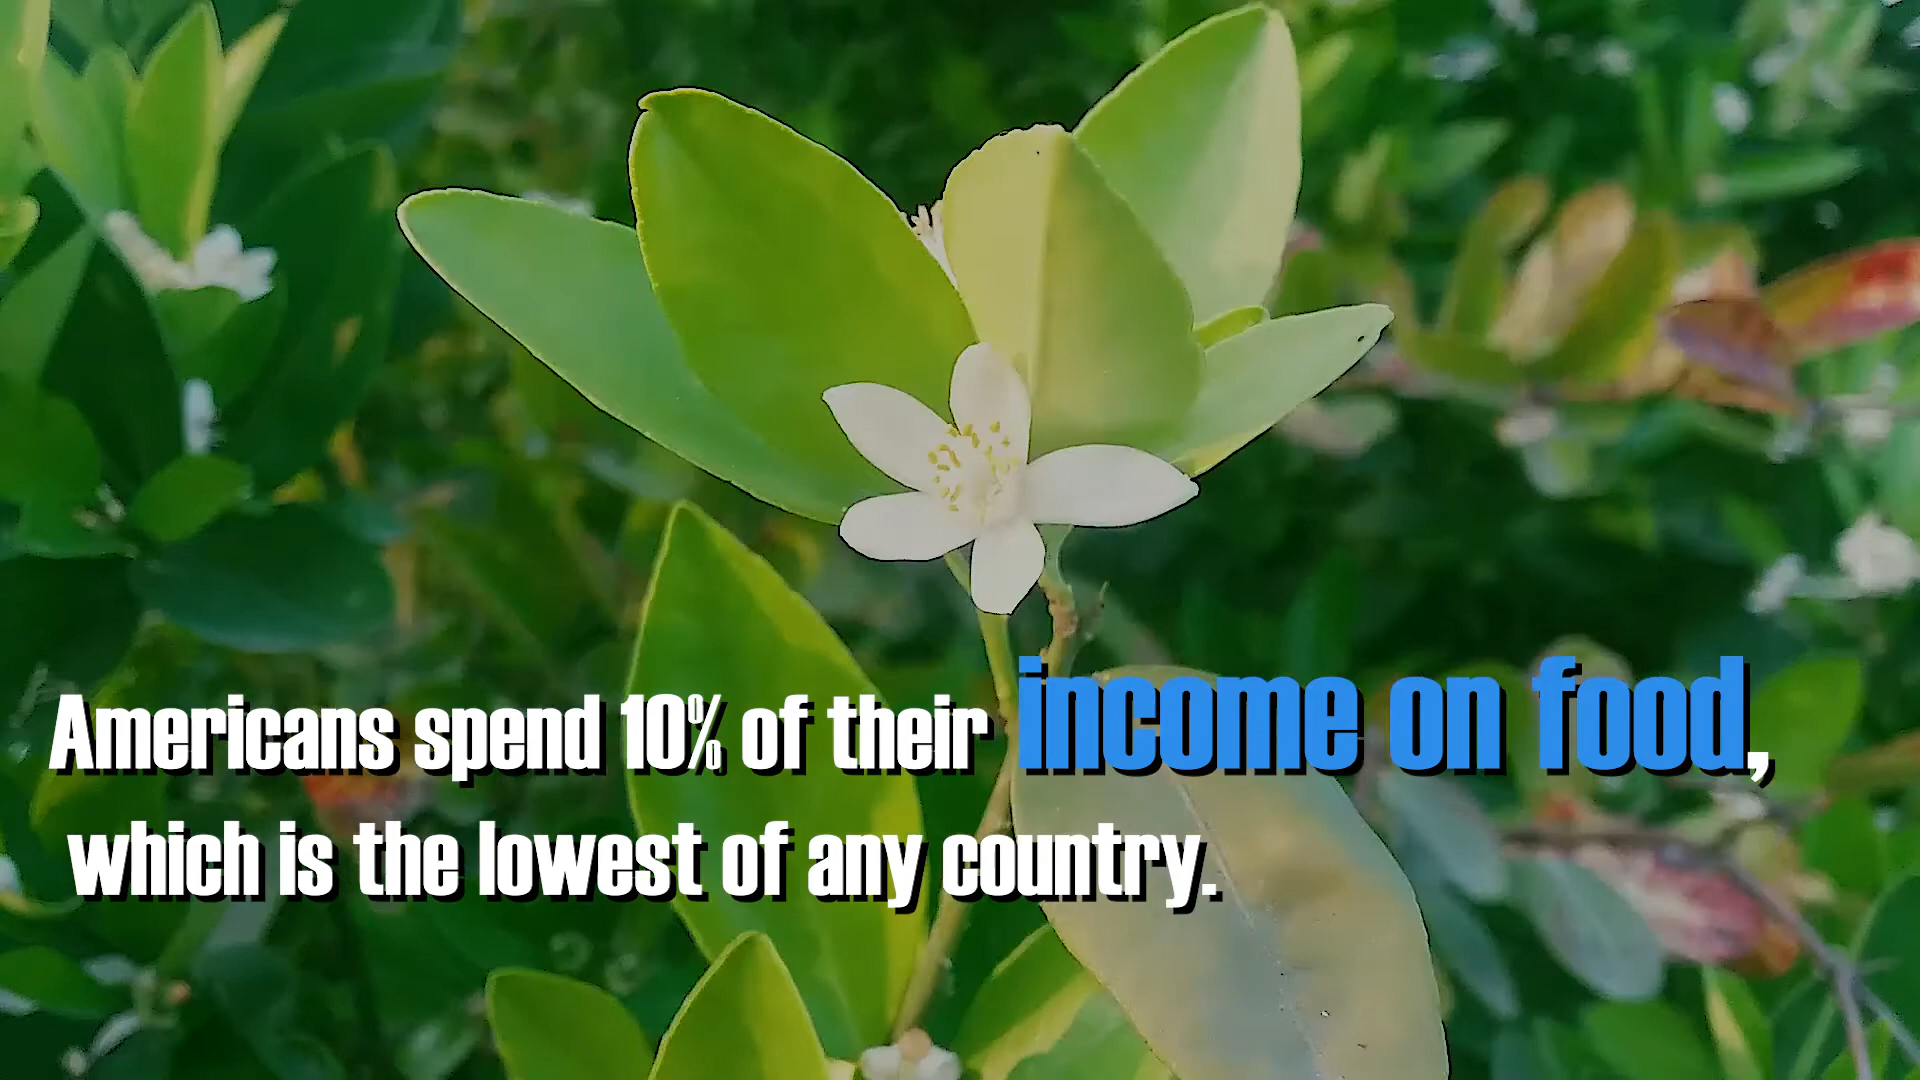 Americans spend 10% of their income on food,
which is the lowest of any country.